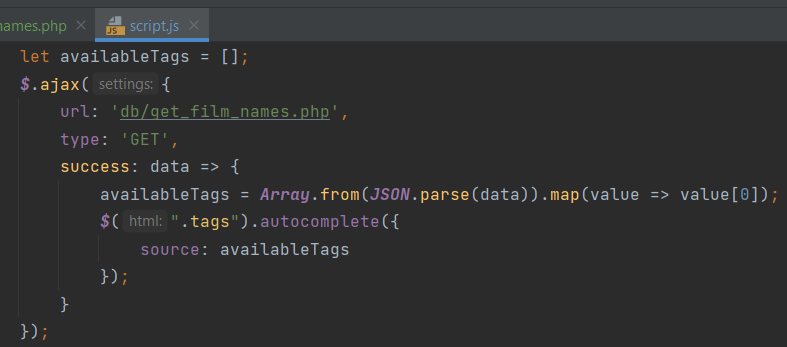 names.php × script.js ×
let availableTags = [];
$.ajax( settings: {
    url: 'db/get_film_names.php',
    type: 'GET',
    success: data => {
        availableTags = Array.from(JSON.parse(data)).map(value => value[0]);
        $( html: ".tags").autocomplete({
            source: availableTags
        });
    }
});